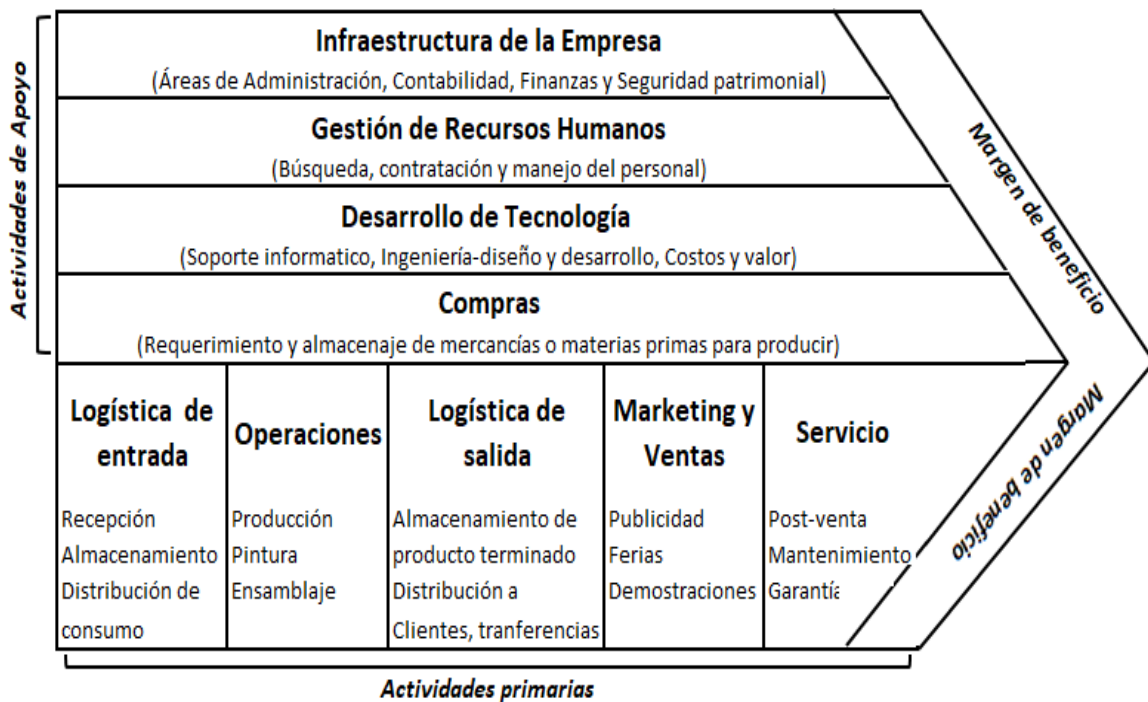 Actividades de Apoyo
Infraestructura de la Empresa
(Áreas de Administración, Contabilidad, Finanzas y Seguridad patrimonial)
Gestión de Recursos Humanos
(Búsqueda, contratación y manejo del personal)
Desarrollo de Tecnología
(Soporte informatico, Ingeniería-diseño y desarrollo, Costos y valor)
Compras
(Requerimiento y almacenaje de mercancías o materias primas para producir)
Margen de beneficio
Margen de beneficio
Logística de
entrada
Recepción
Almacenamiento
Distribución de
consumo
Operaciones
Producción
Pintura
Ensamblaje
Logística de
salida
Almacenamiento de
producto terminado
Distribución a
Clientes, tranferencias
Marketing y
Ventas
Publicidad
Ferias
Demostraciones
Servicio
Post-venta
Mantenimiento
Garantía
Actividades primarias